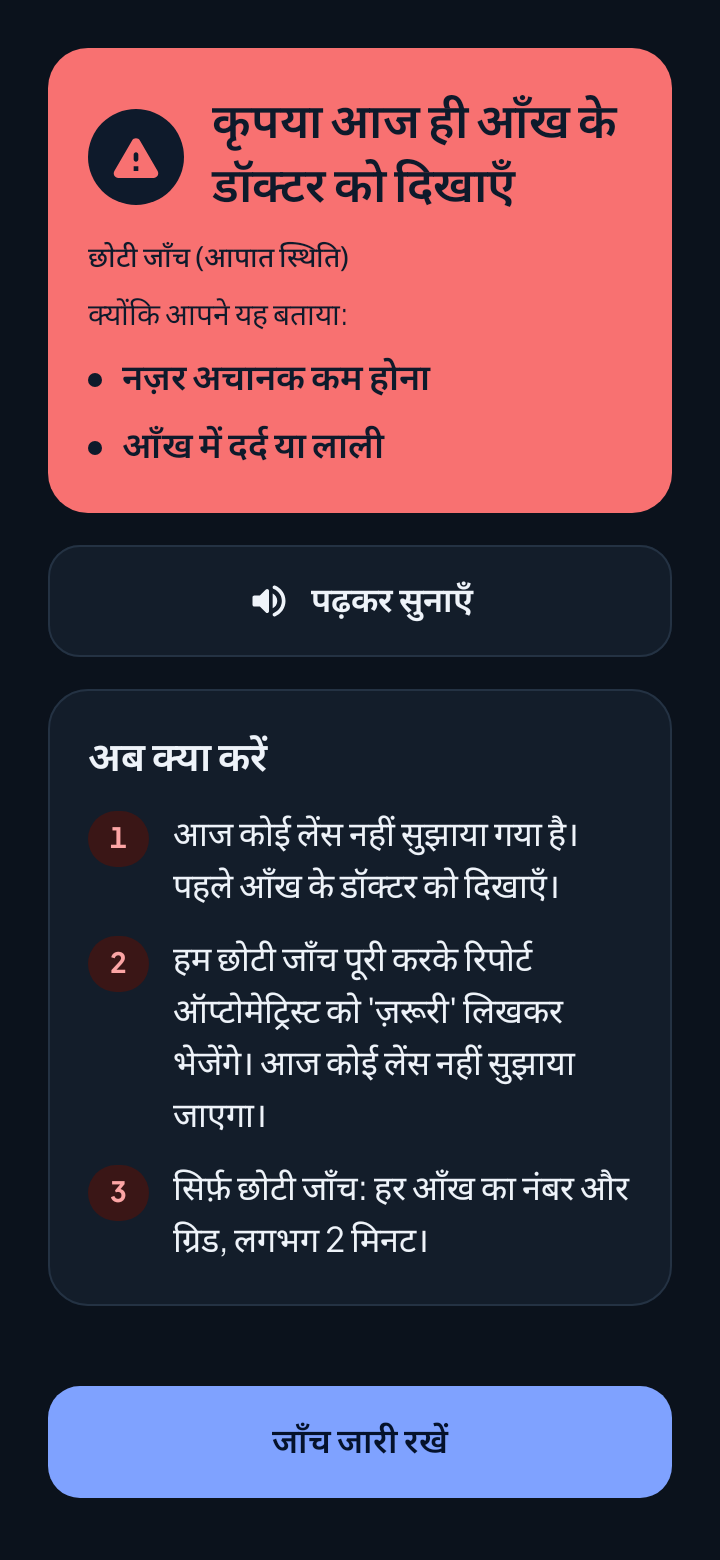 कृपया आज ही आँख के
डॉक्टर को दिखाएँ
छोटी जाँच (आपात स्थिति)
क्योंकि आपने यह बताया:
• नज़र अचानक कम होना
• आँख में दर्द या लाली
पढ़कर सुनाएँ
अब क्या करें
1 आज कोई लेंस नहीं सुझाया गया है।
पहले आँख के डॉक्टर को दिखाएँ।
2 हम छोटी जाँच पूरी करके रिपोर्ट
ऑप्टोमेट्रिस्ट को 'ज़रूरी' लिखकर
भेजेंगे। आज कोई लेंस नहीं सुझाया
जाएगा।
3 सिर्फ़ छोटी जाँच: हर आँख का नंबर और
ग्रिड, लगभग 2 मिनट।
जाँच जारी रखें